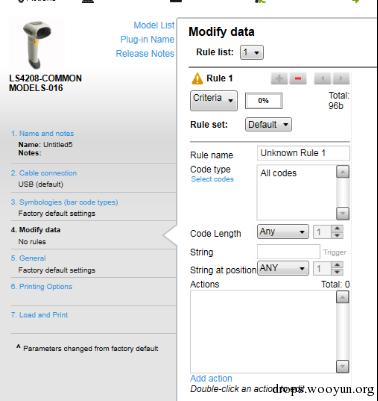 Model List
Plug-in Name
Release Notes
LS4208-COMMON
MODELS-016
1. Name and notes
Name: Untitled5
Notes:
2. Cable connection
USB (default)
3. Symbologies (bar code types)
Factory default settings
4. Modify data
No rules
5. General
Factory default settings
6. Printing Options
7. Load and Print
^ Parameters changed from factory default
Modify data
Rule list: 1
Rule 1
Criteria 0% Total:
96b
Rule set: Default
Rule name Unknown Rule 1
Code type All codes
Select codes
Code Length Any 1
String Trigger
String at position ANY 1
Actions Total: 0
Add action
Double-click an action to edit
drops.wooyun.org